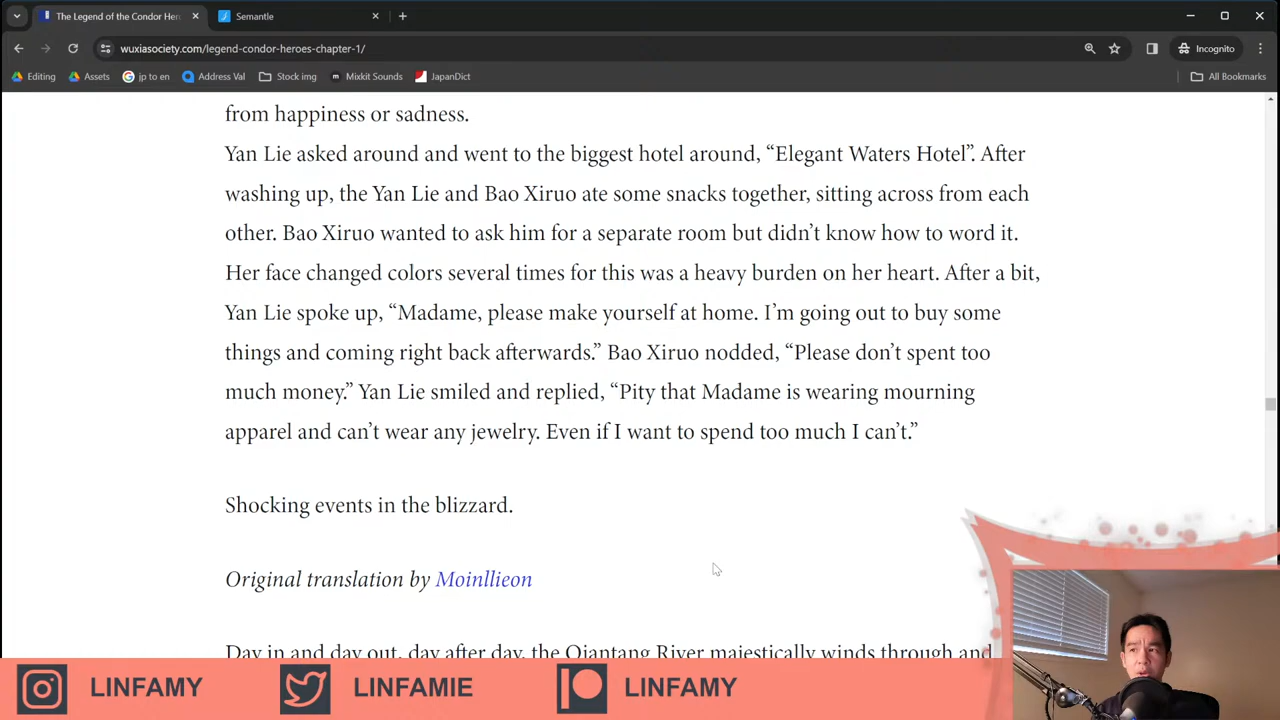 The Legend of the Condor Her
Semantle
wuxiasociety.com/legend-condor-heroes-chapter-1/
Incognito
Editing
Assets
jp to en
Address Val
Stock img
Mixkit Sounds
JapanDict
All Bookmarks
from happiness or sadness.
Yan Lie asked around and went to the biggest hotel around, “Elegant Waters Hotel”. After
washing up, the Yan Lie and Bao Xiruo ate some snacks together, sitting across from each
other. Bao Xiruo wanted to ask him for a separate room but didn’t know how to word it.
Her face changed colors several times for this was a heavy burden on her heart. After a bit,
Yan Lie spoke up, “Madame, please make yourself at home. I’m going out to buy some
things and coming right back afterwards.” Bao Xiruo nodded, “Please don’t spent too
much money.” Yan Lie smiled and replied, “Pity that Madame is wearing mourning
apparel and can’t wear any jewelry. Even if I want to spend too much I can’t.”
Shocking events in the blizzard.
Original translation by Moinllieon
Day in and day out, day after day, the Qiantang River majestically winds through and
LINFAMY
LINFAMIE
LINFAMY